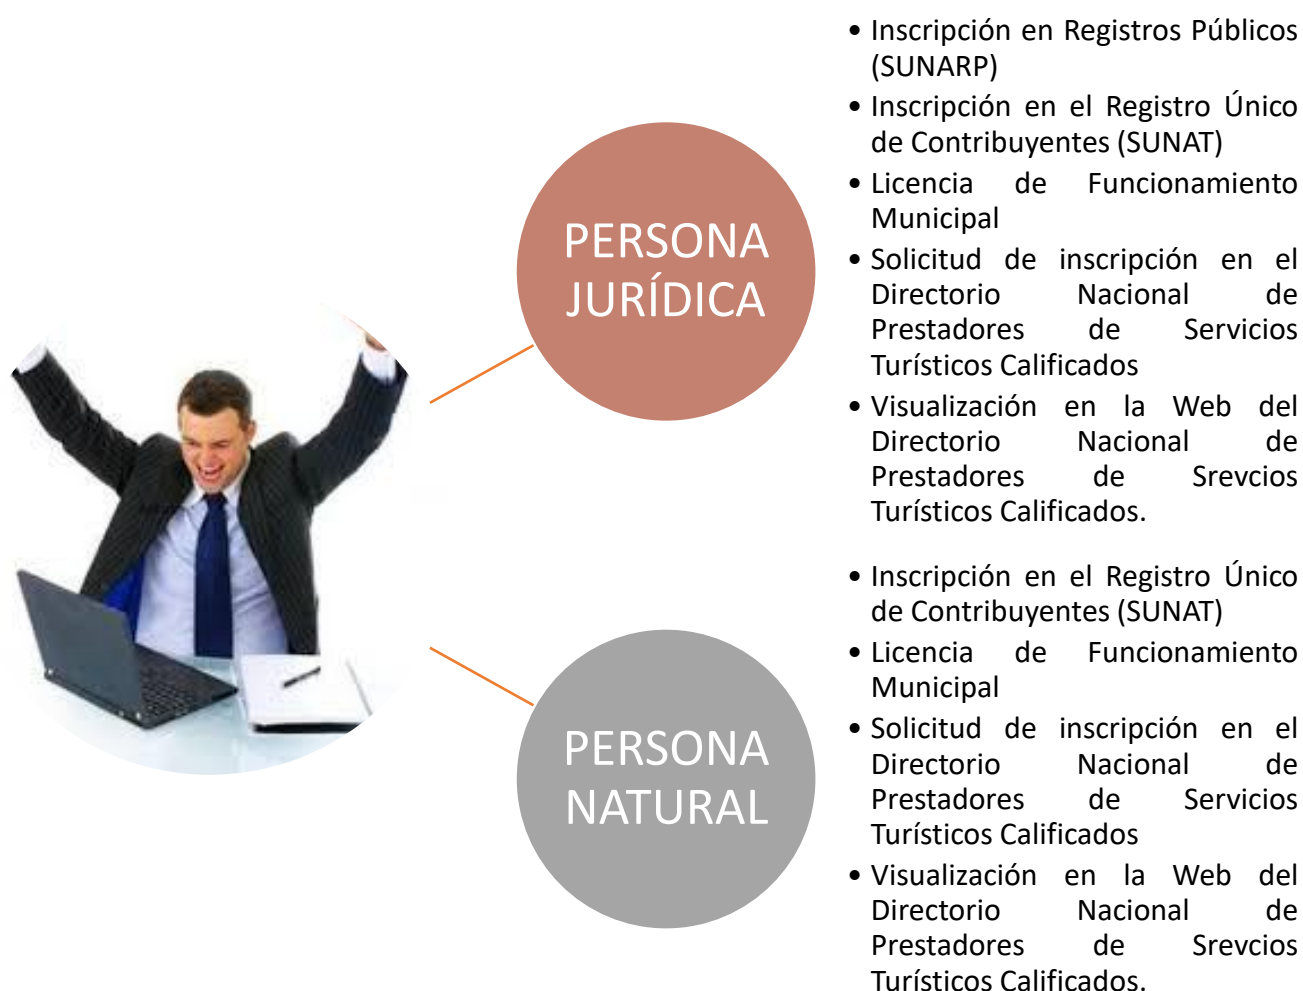 PERSONA
JURÍDICA
• Inscripción en Registros Públicos
(SUNARP)
• Inscripción en el Registro Único
de Contribuyentes (SUNAT)
• Licencia de Funcionamiento
Municipal
• Solicitud de inscripción en el
Directorio Nacional de
Prestadores de Servicios
Turísticos Calificados
• Visualización en la Web del
Directorio Nacional de
Prestadores de Srevcios
Turísticos Calificados.
PERSONA
NATURAL
• Inscripción en el Registro Único
de Contribuyentes (SUNAT)
• Licencia de Funcionamiento
Municipal
• Solicitud de inscripción en el
Directorio Nacional de
Prestadores de Servicios
Turísticos Calificados
• Visualización en la Web del
Directorio Nacional de
Prestadores de Srevcios
Turísticos Calificados.